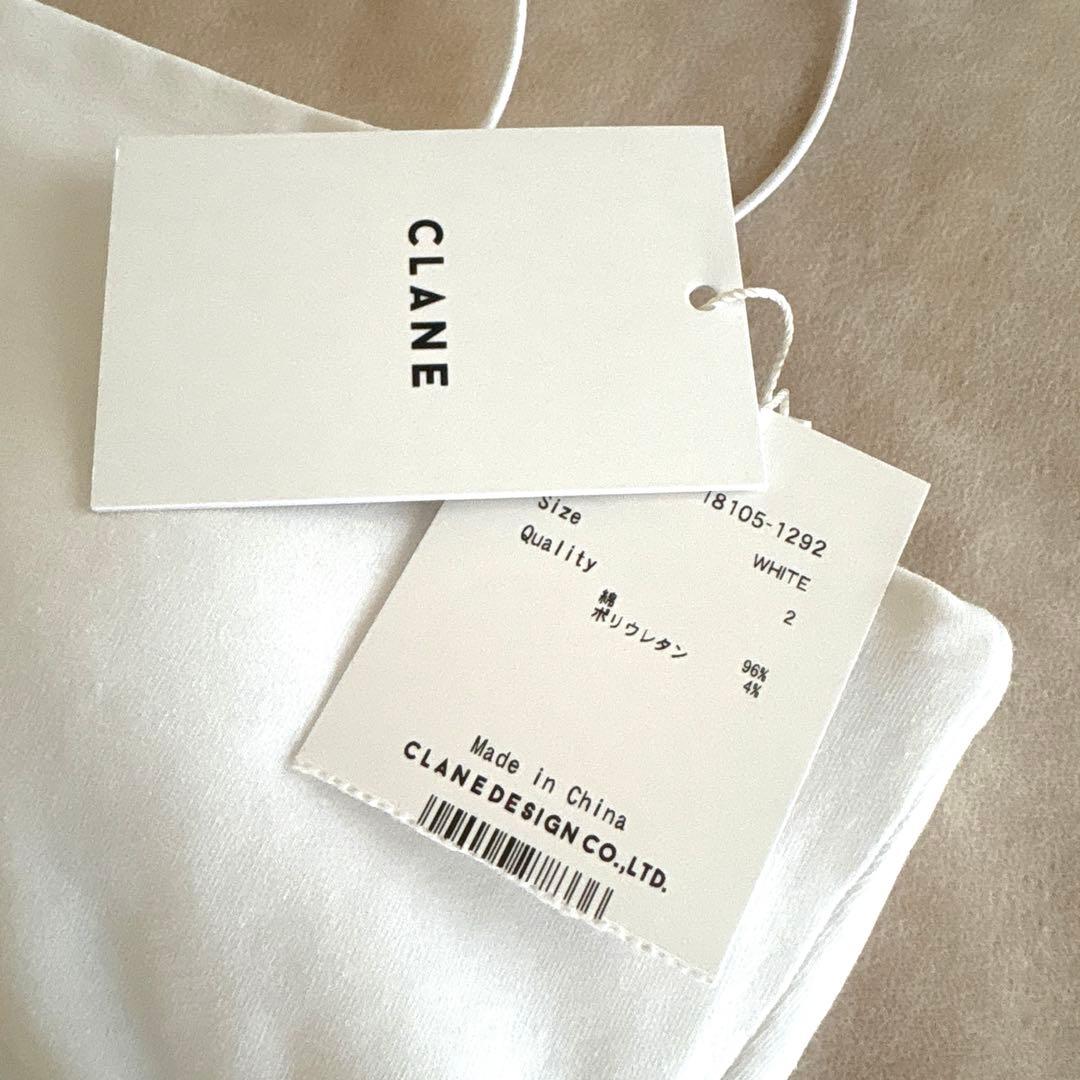 CLANE
18105-1292
WHITE
Size 2
Quality
綿 96%
ポリウレタン 4%
Made in China
CLANE DESIGN CO.,LTD.